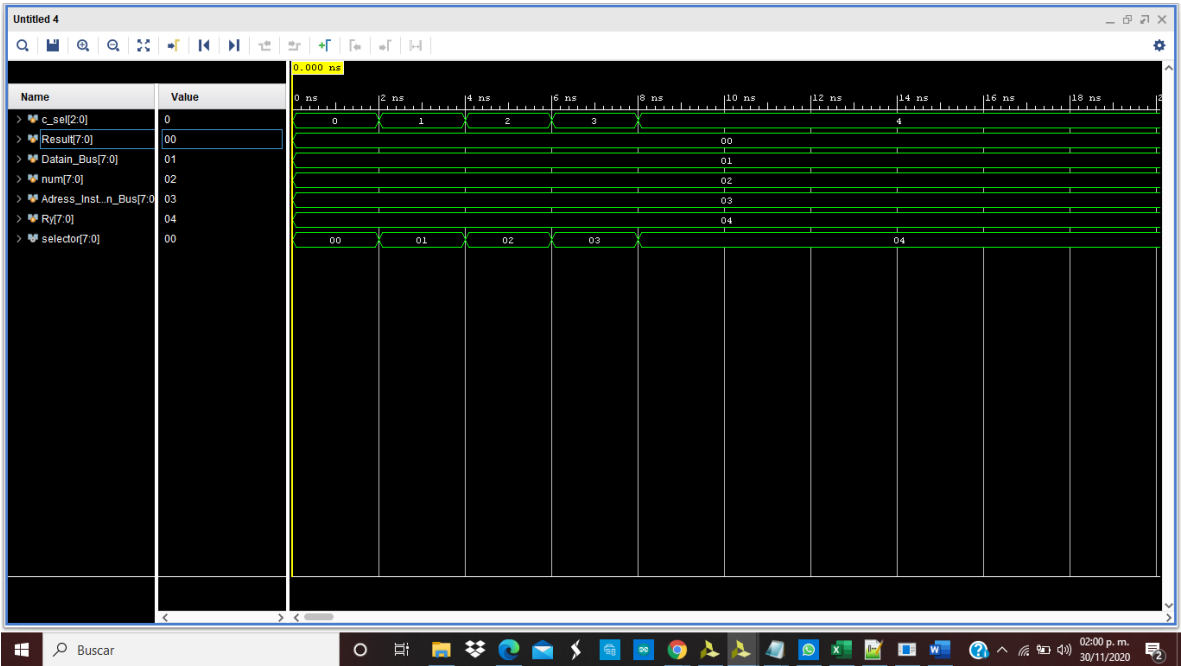 Untitled 4
0.000 ns
Name Value 0 ns 2 ns 4 ns 6 ns 8 ns 10 ns 12 ns 14 ns 16 ns 18 ns 2
c_sel[2:0] 0 0 1 2 3 4
Result[7:0] 00 00
Datain_Bus[7:0] 01 01
num[7:0] 02 02
Adress_Inst...n_Bus[7:0 03 03
Ry[7:0] 04 04
selector[7:0] 00 00 01 02 03 04
Buscar
02:00 p. m.
30/11/2020